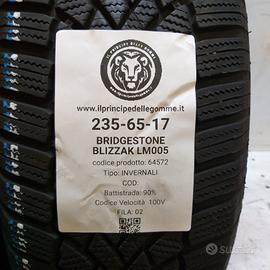 IL PRINCIPE DELLE GOMME
www.ilprincipedellegomme.it
235-65-17
BRIDGESTONE
BLIZZAK LM005
codice prodotto: 64572
Tipo: INVERNALI
COD:
Battistrada: 90%
Codice Velocità: 100V
FILA: 02
subito